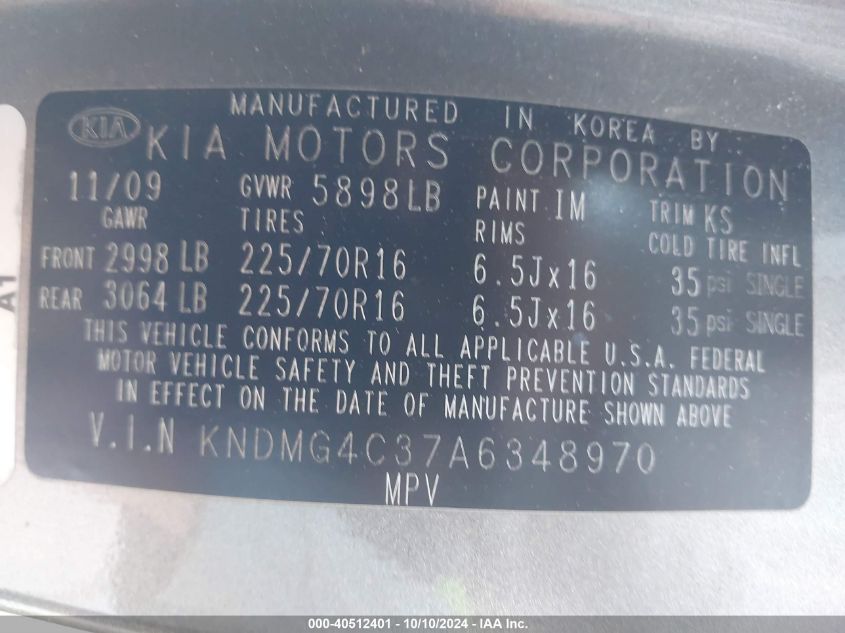 MANUFACTURED IN KOREA BY
KIA KIA MOTORS CORPORATION
11/09 GVWR 5898LB PAINT IM TRIM KS
GAWR TIRES RIMS COLD TIRE INFL
FRONT 2998 LB 225/70R16 6.5Jx16 35 psi SINGLE
REAR 3064 LB 225/70R16 6.5Jx16 35 psi SINGLE
THIS VEHICLE CONFORMS TO ALL APPLICABLE U.S.A. FEDERAL
MOTOR VEHICLE SAFETY AND THEFT PREVENTION STANDARDS
IN EFFECT ON THE DATE OF MANUFACTURE SHOWN ABOVE
V.I.N KNDMG4C37A6348970
MPV
A1
000-40512401 - 10/10/2024 - IAA Inc.